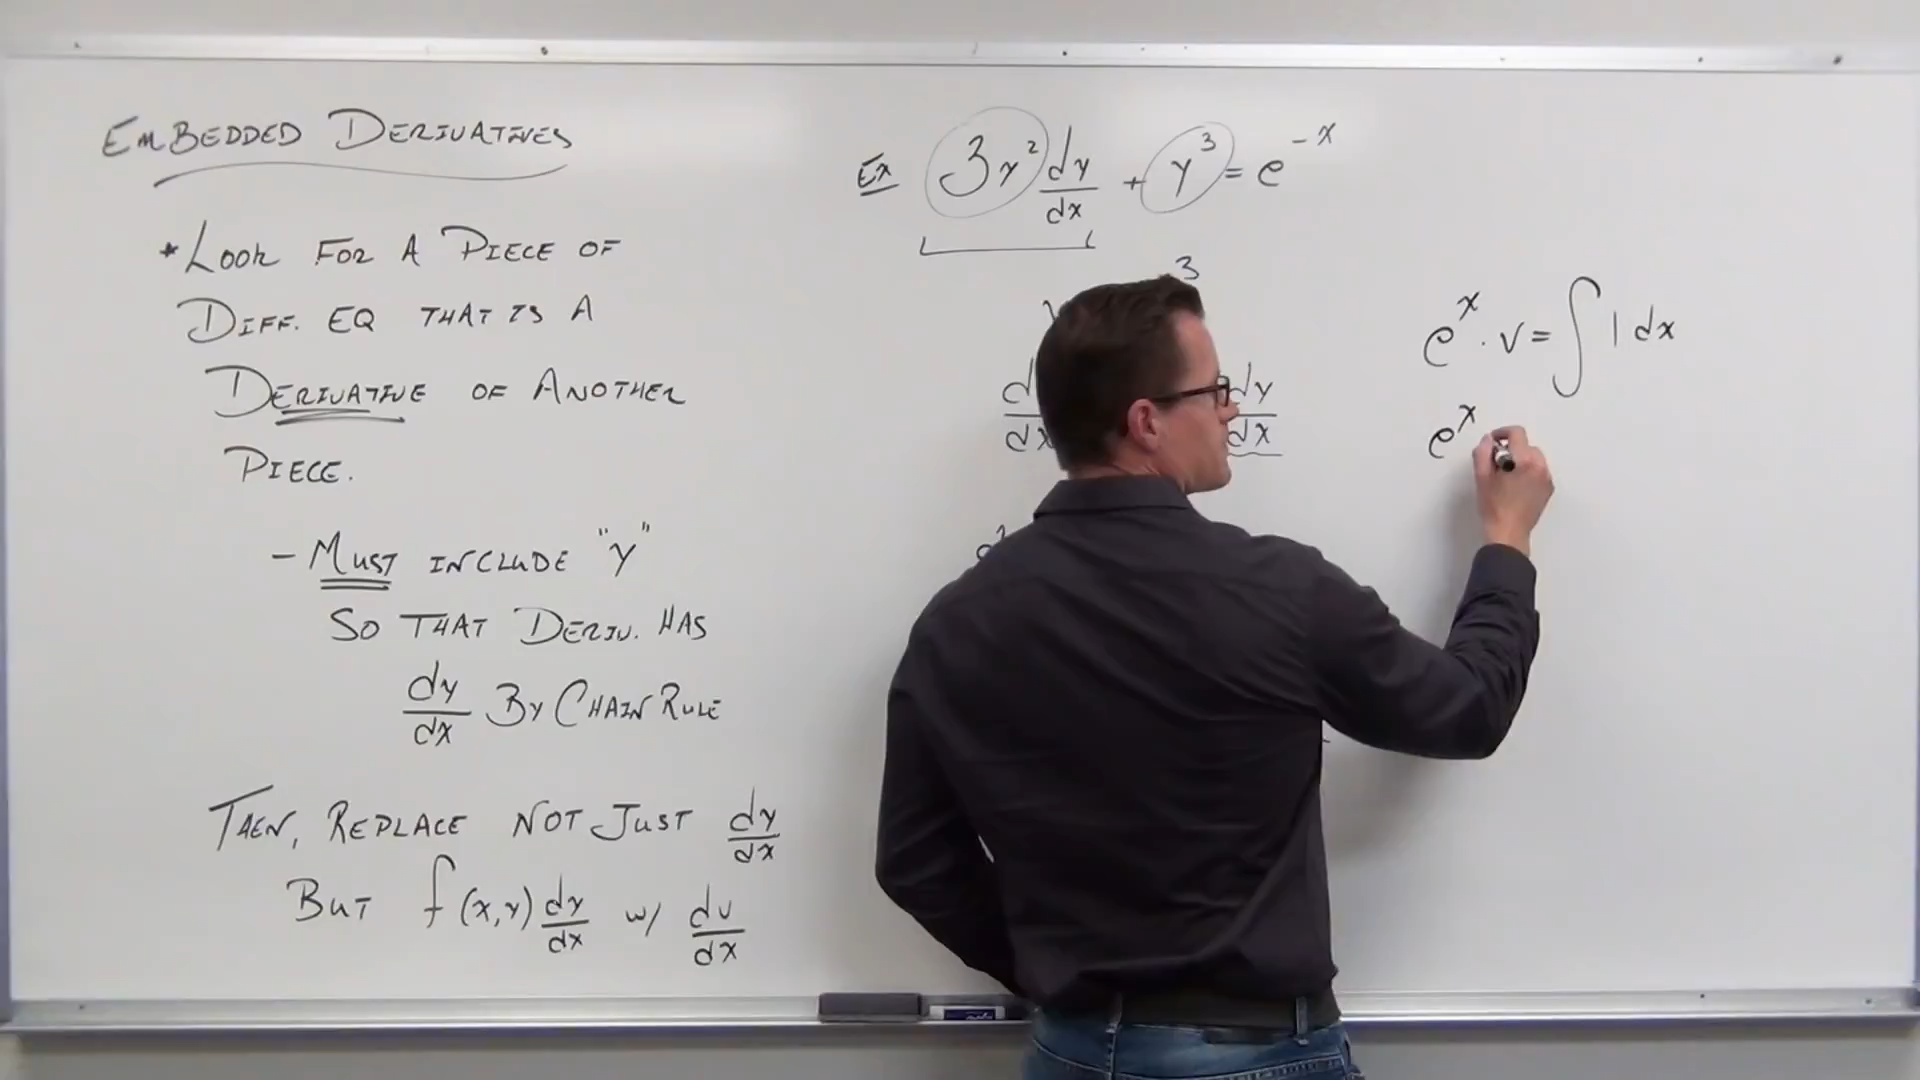 EMBEDDED DERIVATIVES
* LOOK FOR A PIECE OF
DIFF. EQ THAT IS A
DERIVATIVE OF ANOTHER
PIECE.
- MUST INCLUDE "Y"
SO THAT DERIV. HAS
dy/dx BY CHAIN RULE
THEN, REPLACE NOT JUST dy/dx
BUT f(x,y) dy/dx w/ dv/dx
EX 3y² dy/dx + y³ = e^-x
3
dy
dx
e^x · v = ∫ 1 dx
e^x